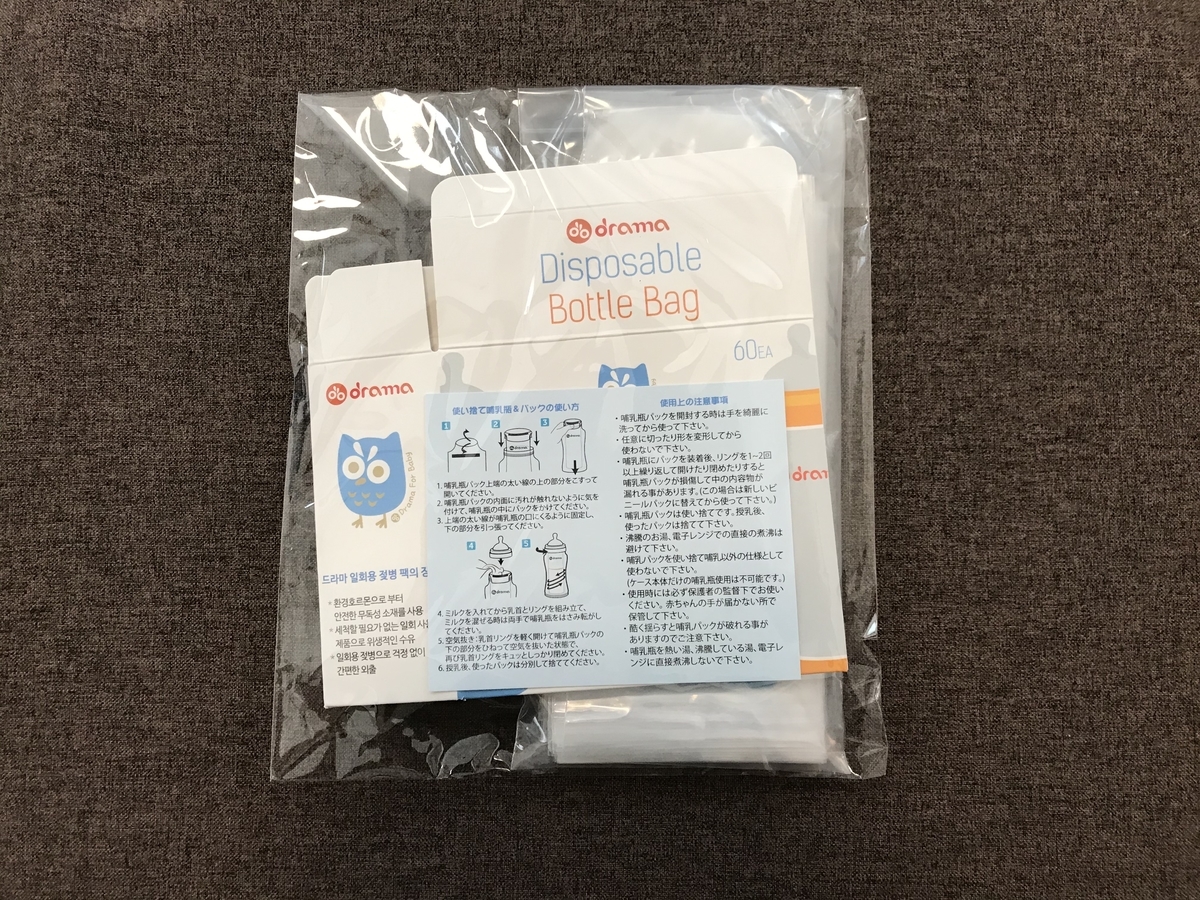 drama
Disposable
Bottle Bag
60EA
drama
Drama For Baby
드라마 일회용 젖병 팩의 장
* 환경호르몬으로 부터
안전한 무독성 소재를 사용
* 세척할 필요가 없는 일회 사
제품으로 위생적인 수유
* 일회용 젖병으로 걱정 없이
간편한 외출
使い捨て哺乳瓶&パックの使い方
1 2 3
1. 哺乳瓶パック上端の太い線の上の部分をこすって
開いてください。
2. 哺乳瓶パックの内面に汚れが触れないように気を
付けて、哺乳瓶の中にパックをかけてください。
3. 上端の太い線が哺乳瓶の口にくるように固定し、
下の部分を引っ張ってください。
4 5
4. ミルクを入れてから乳首とリングを組み立て、
ミルクを混ぜる時は両手で哺乳瓶をはさみ転がし
てください。
5. 空気抜き：乳首リングを軽く開けて哺乳瓶パックの
下の部分をひねって空気を抜いた状態で、
再び乳首リングをキュッとしっかり閉めてください。
6. 授乳後、使ったパックは分別して捨ててください。
使用上の注意事項
・哺乳瓶パックを開封する時は手を綺麗に
洗ってから使って下さい。
・任意に切ったり形を変形してから
使わないで下さい。
・哺乳瓶にパックを装着後、リングを1~2回
以上繰り返して開けたり閉めたりすると
哺乳瓶パックが損傷して中の内容物が
漏れる事があります。(この場合は新しいビ
ニールパックに替えてから使って下さい。)
・哺乳瓶パックは使い捨てです。授乳後、
使ったパックは捨てて下さい。
・沸騰のお湯、電子レンジでの直接の煮沸は
避けて下さい。
・哺乳パックを使い捨て哺乳以外の仕様として
使わないで下さい。
(ケース本体だけの哺乳瓶使用は不可能です。)
・使用時には必ず保護者の監督下でお使い
ください。赤ちゃんの手が届かない所で
保管して下さい。
・酷く揺らすと哺乳パックが破れる事が
ありますのでご注意下さい。
・哺乳瓶を熱い湯、沸騰している湯、電子レ
ンジに直接煮沸しないで下さい。
dram